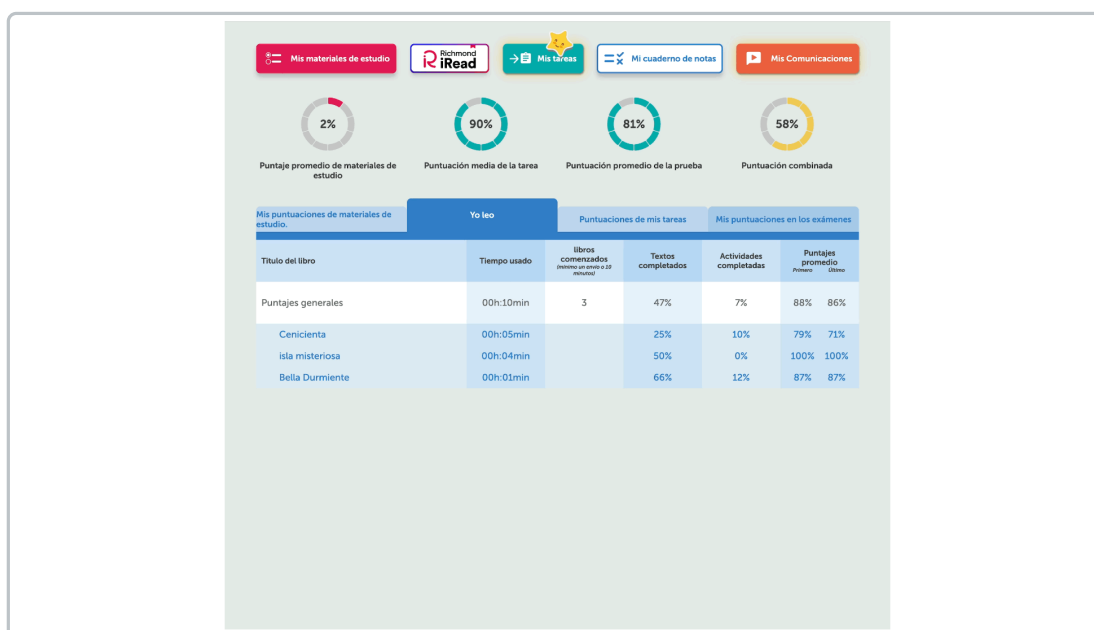 Mis materiales de estudio
Richmond
iRead
Mis tareas
Mi cuaderno de notas
Mis Comunicaciones
2%
90%
81%
58%
Puntaje promedio de materiales de
estudio
Puntuación media de la tarea
Puntuación promedio de la prueba
Puntuación combinada
Mis puntuaciones de materiales de
estudio.
Yo leo
Puntuaciones de mis tareas
Mis puntuaciones en los exámenes
Titulo del libro
Tiempo usado
libros
comenzados
(mínimo un envío o 10
minutos)
Textos
completados
Actividades
completadas
Puntajes
promedio
Primero Último
Puntajes generales 00h:10min 3 47% 7% 88% 86%
Cenicienta 00h:05min 25% 10% 79% 71%
isla misteriosa 00h:04min 50% 0% 100% 100%
Bella Durmiente 00h:01min 66% 12% 87% 87%